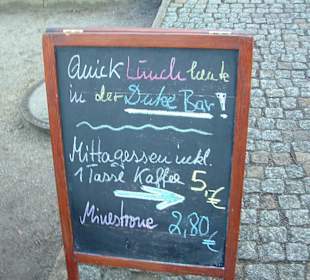 Quick Lunch heute
in der Duke Bar!
Mittagessen inkl.
1 Tasse Kaffee 5,-€
Minestrone 2,80 €